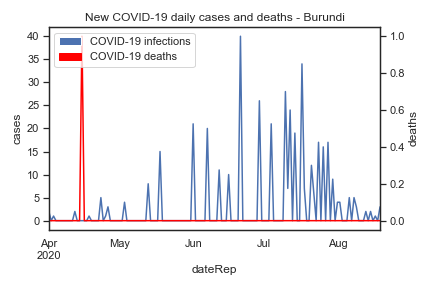 New COVID-19 daily cases and deaths - Burundi
COVID-19 infections
COVID-19 deaths
cases
40
35
30
25
20
15
10
5
0
deaths
1.0
0.8
0.6
0.4
0.2
0.0
Apr
2020
May
Jun
Jul
Aug
dateRep